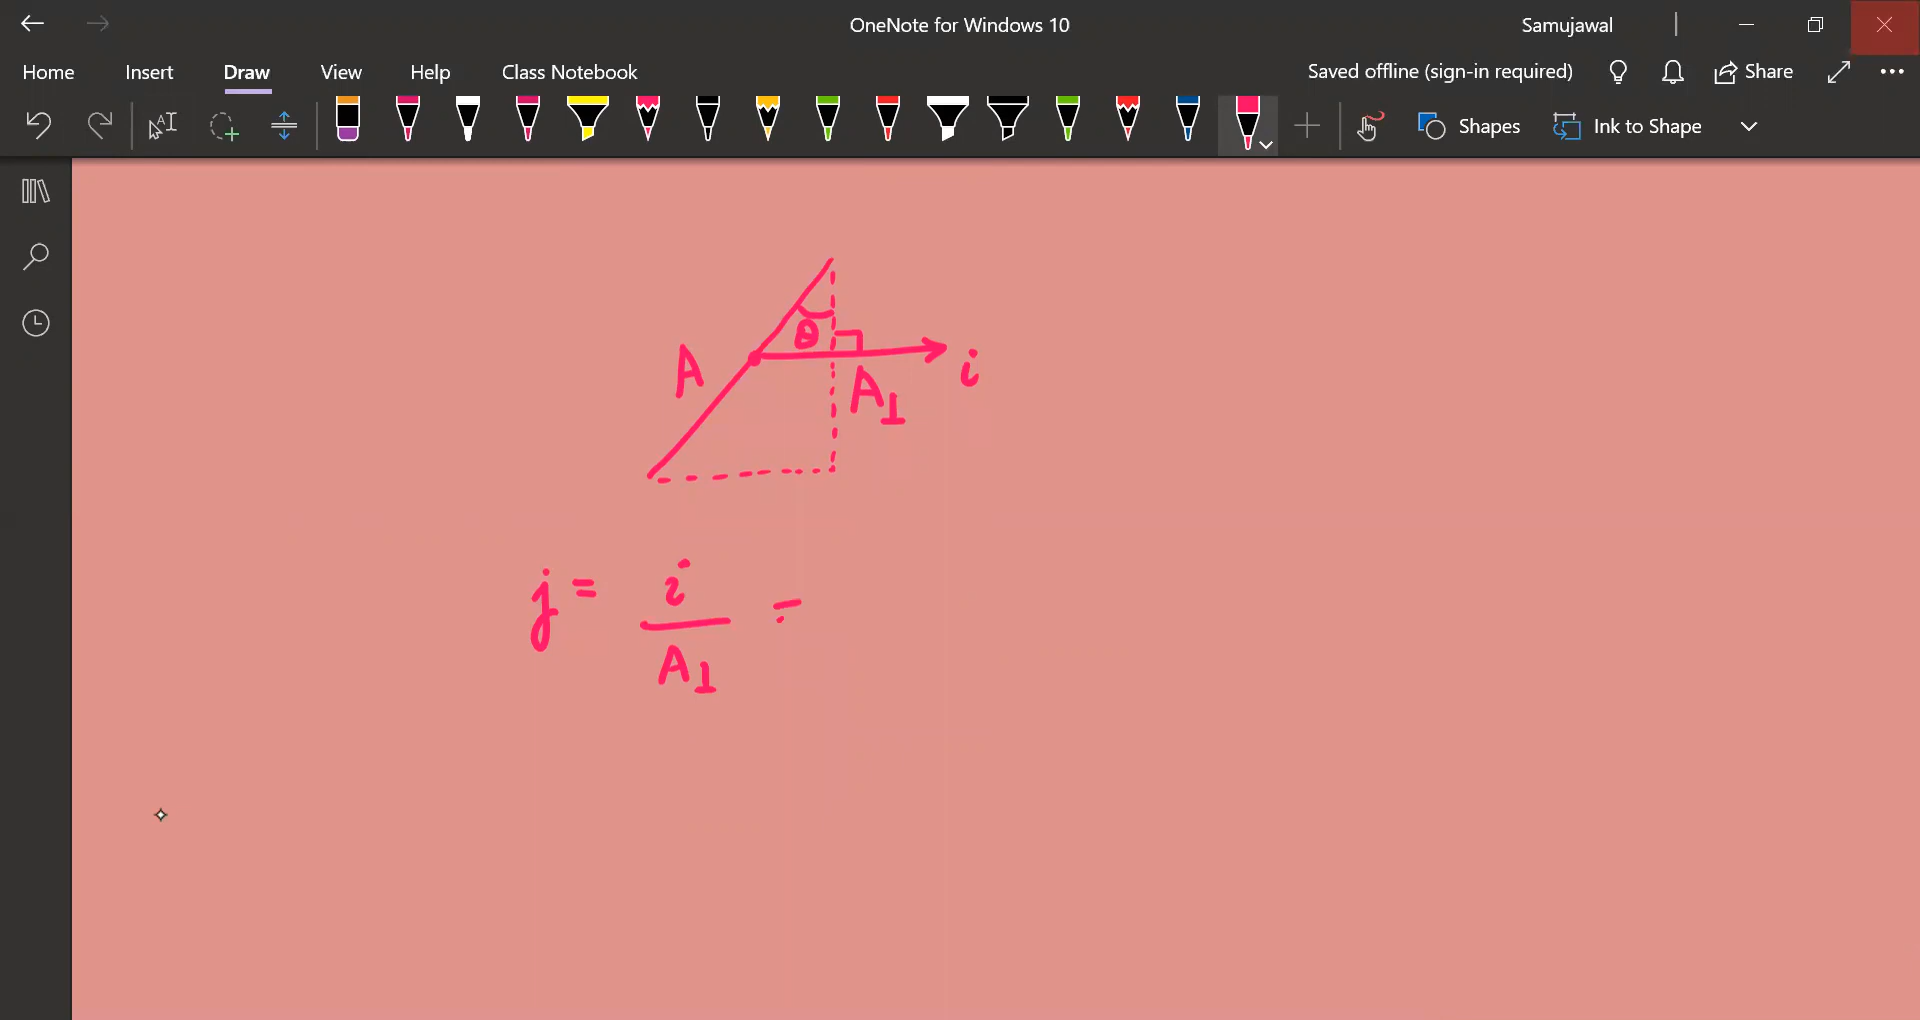 OneNote for Windows 10
Samujawal
Home Insert Draw View Help Class Notebook
Saved offline (sign-in required) Share
Shapes Ink to Shape
θ
A
i
A⊥
j = i / A⊥ =